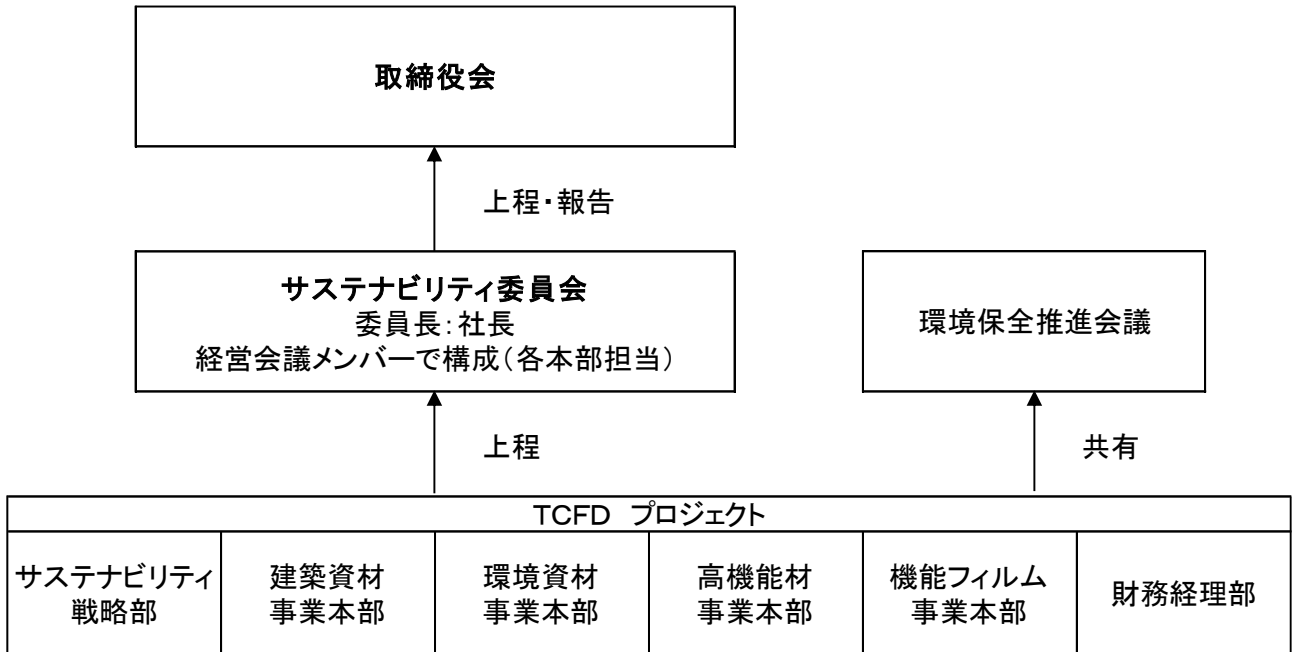 取締役会
上程・報告
サステナビリティ委員会
委員長：社長
経営会議メンバーで構成（各本部担当）
環境保全推進会議
上程
共有
ＴＣＦＤ　プロジェクト
サステナビリティ
戦略部
建築資材
事業本部
環境資材
事業本部
高機能材
事業本部
機能フィルム
事業本部
財務経理部